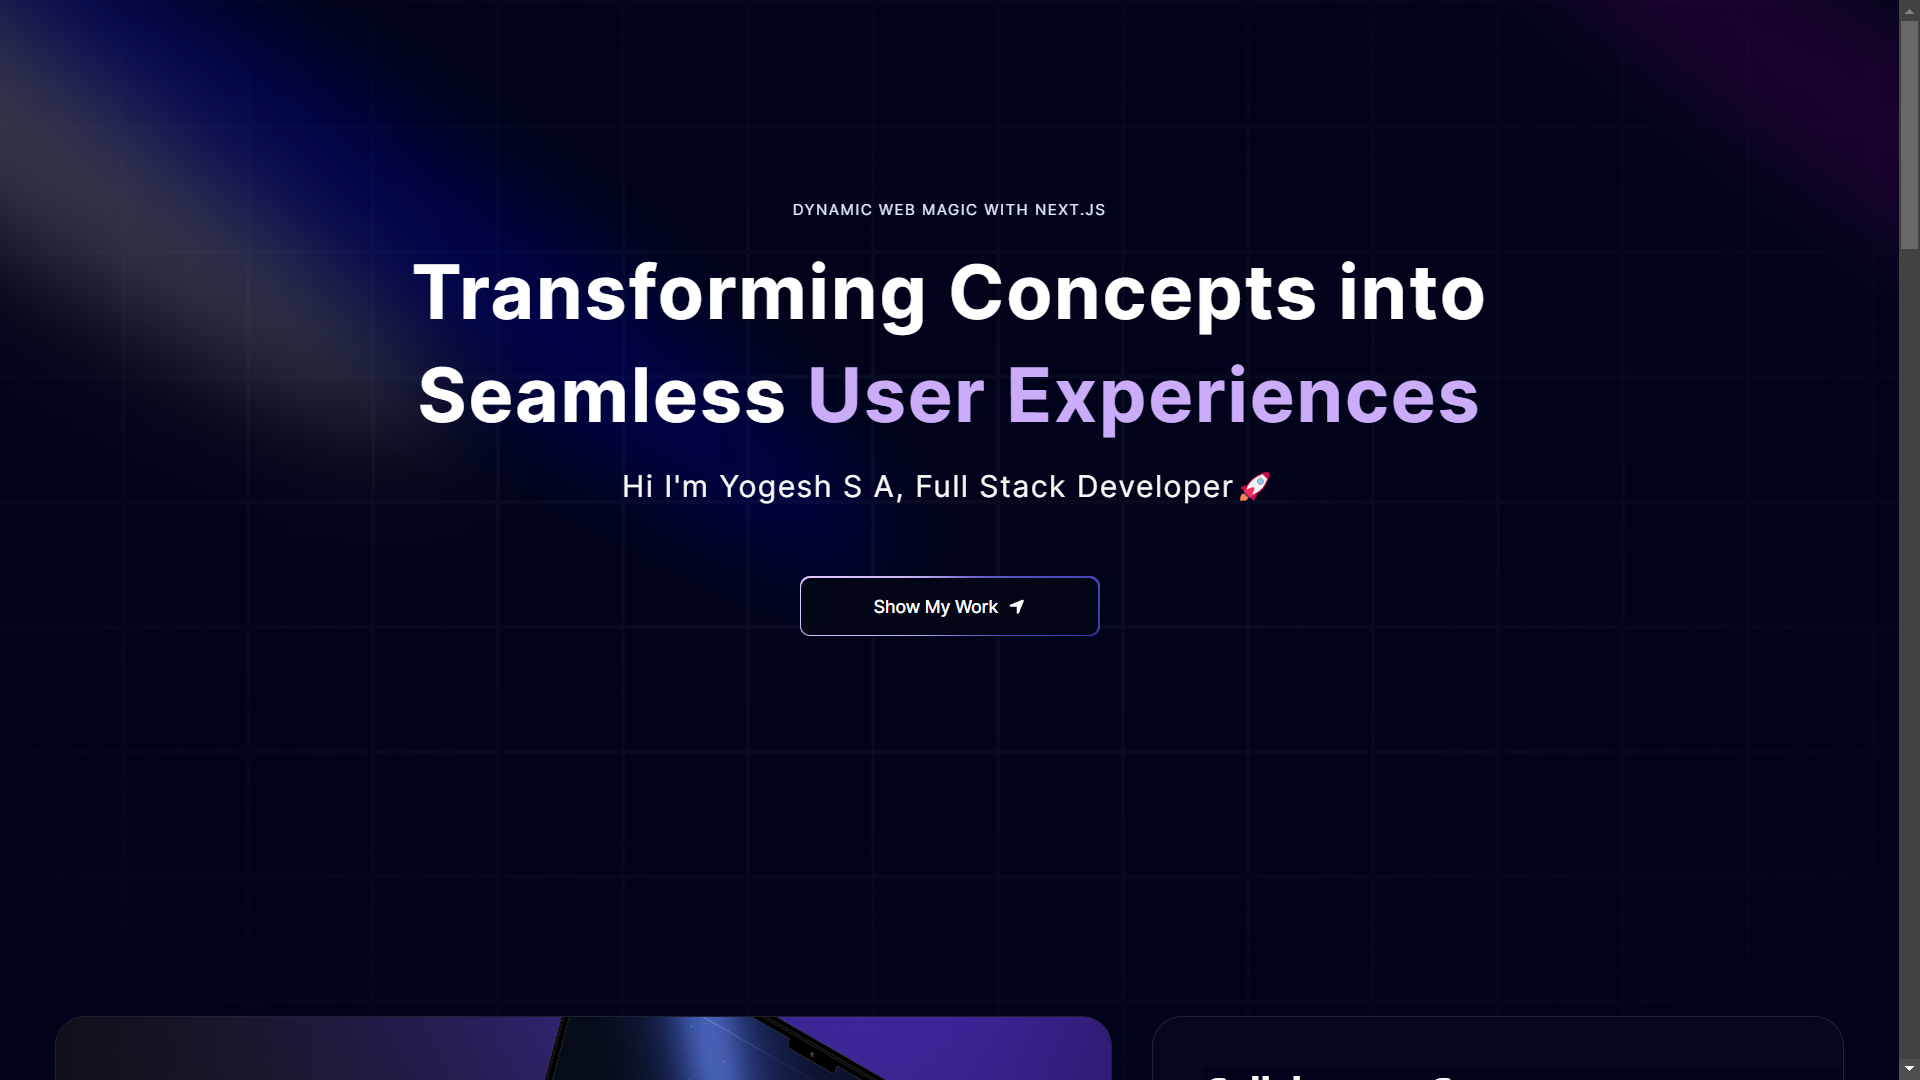 DYNAMIC WEB MAGIC WITH NEXT.JS
Transforming Concepts into
Seamless User Experiences
Hi I'm Yogesh S A, Full Stack Developer🚀
Show My Work